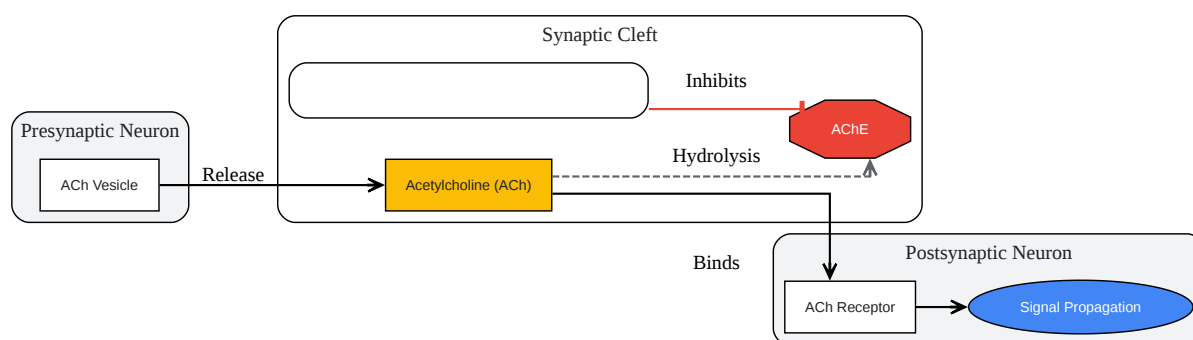 Synaptic Cleft
Inhibits
AChE
Presynaptic Neuron
ACh Vesicle
Release
Acetylcholine (ACh)
Hydrolysis
Binds
Postsynaptic Neuron
ACh Receptor
Signal Propagation